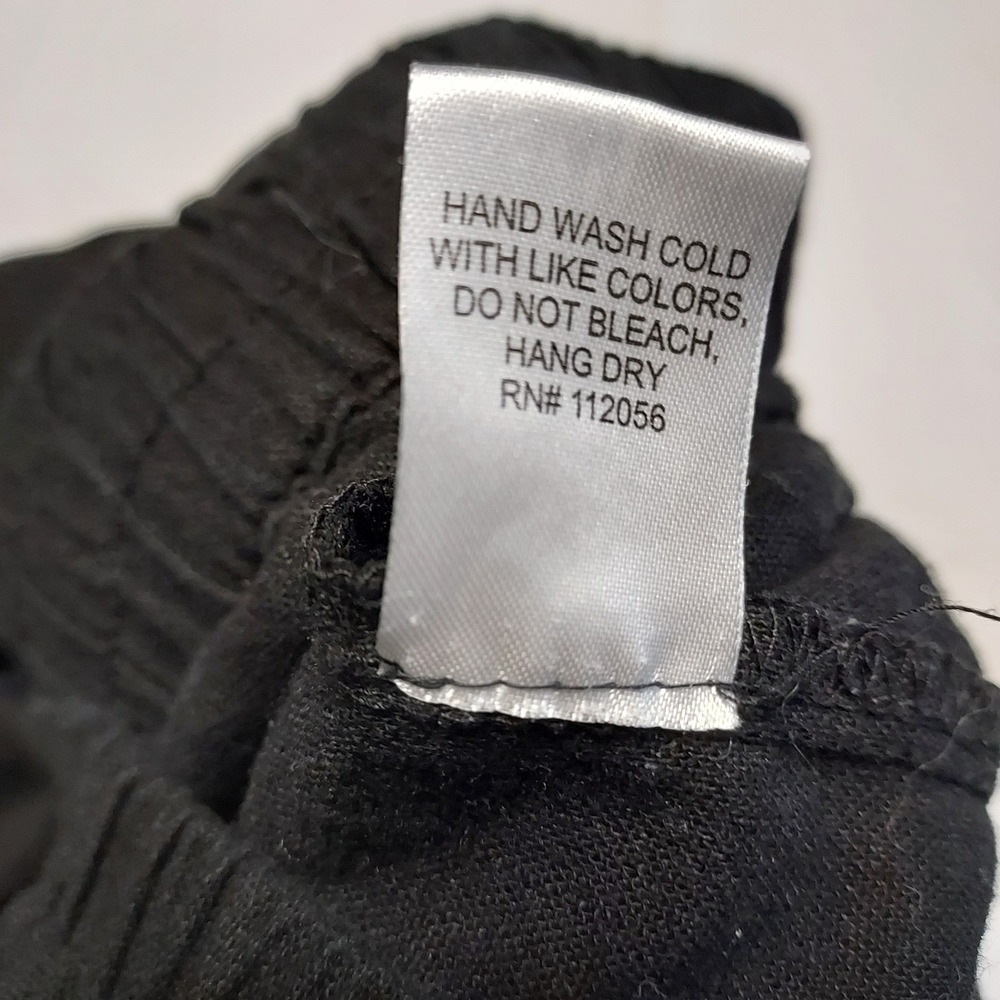 HAND WASH COLD
WITH LIKE COLORS,
DO NOT BLEACH,
HANG DRY
RN# 112056